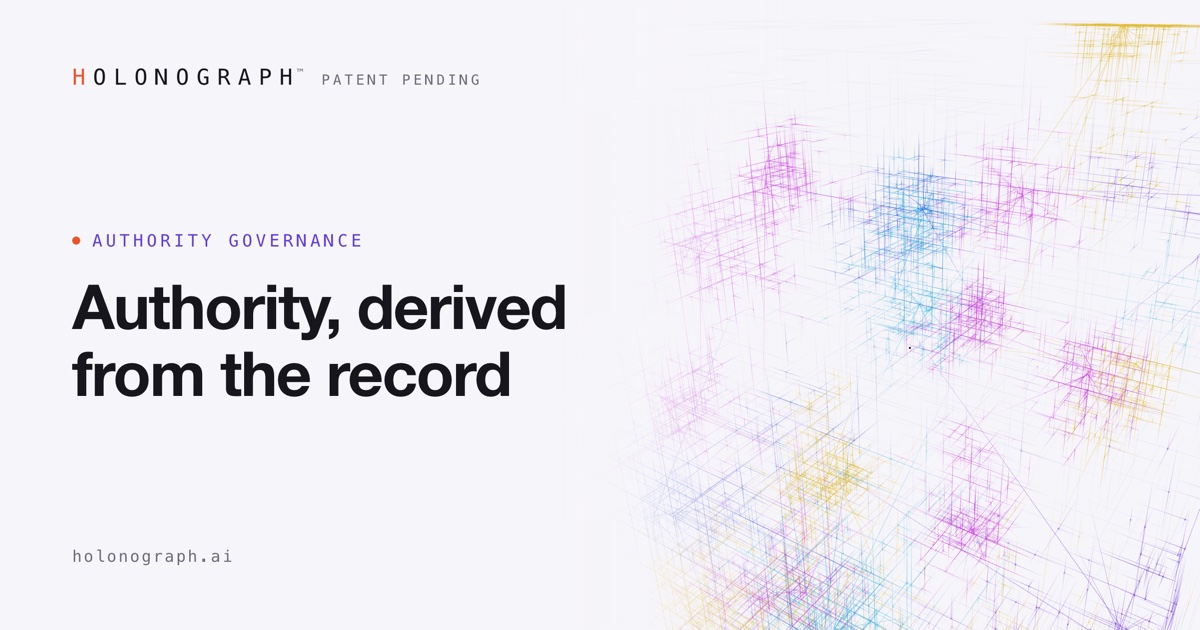 HOLONOGRAPH™ PATENT PENDING
AUTHORITY GOVERNANCE
Authority, derived
from the record
holonograph.ai